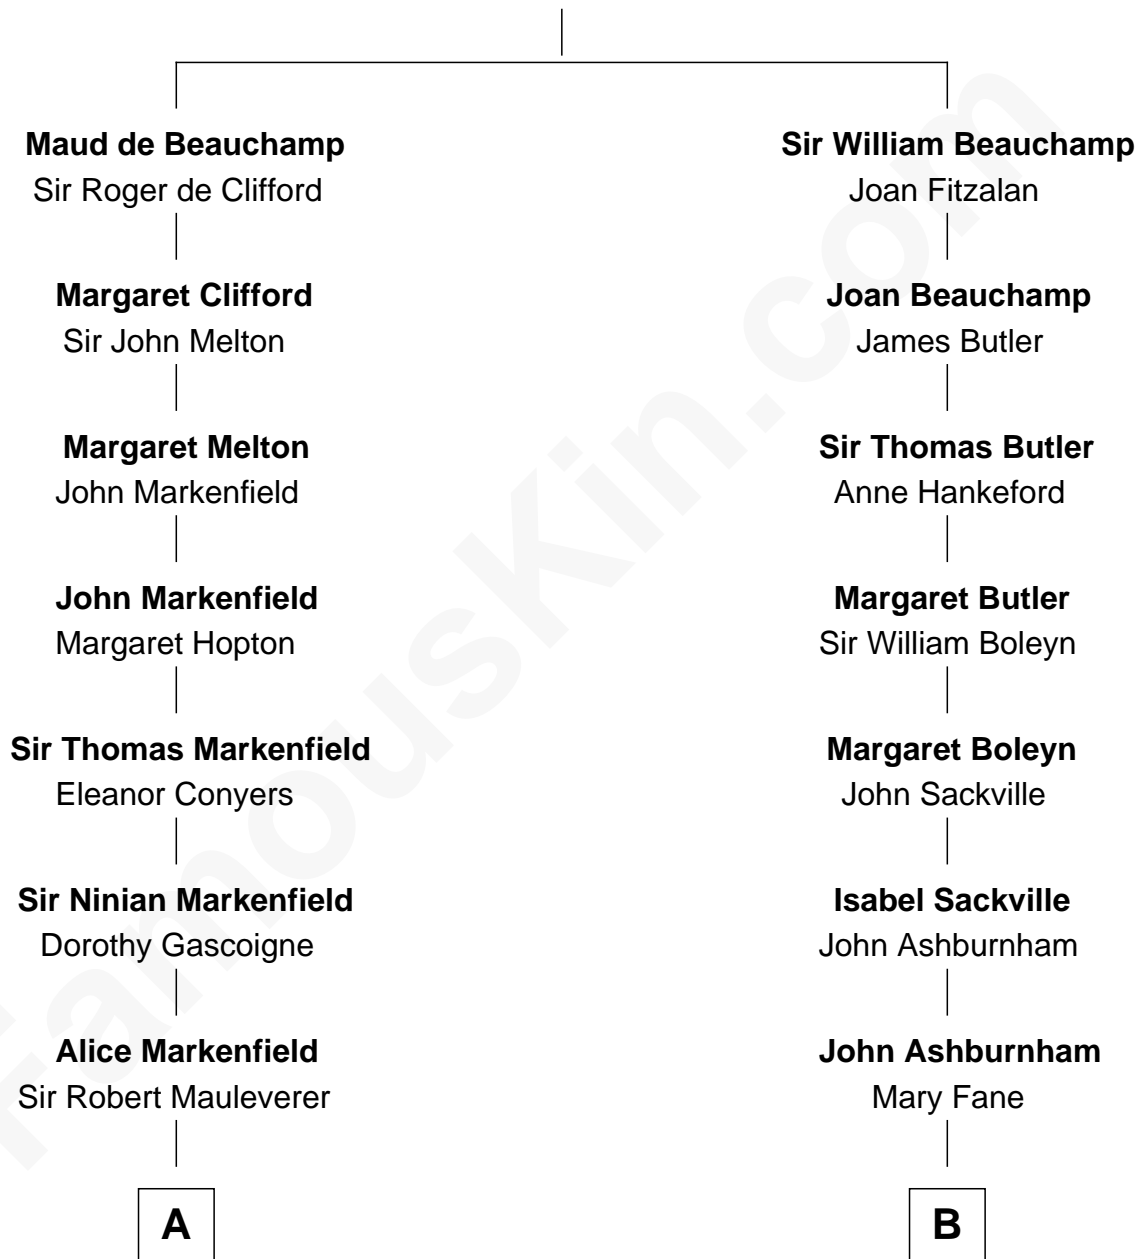 Maud de Beauchamp
Sir Roger de Clifford
Margaret Clifford
Sir John Melton
Margaret Melton
John Markenfield
John Markenfield
Margaret Hopton
Sir Thomas Markenfield
Eleanor Conyers
Sir Ninian Markenfield
Dorothy Gascoigne
Alice Markenfield
Sir Robert Mauleverer
A
Sir William Beauchamp
Joan Fitzalan
Joan Beauchamp
James Butler
Sir Thomas Butler
Anne Hankeford
Margaret Butler
Sir William Boleyn
Margaret Boleyn
John Sackville
Isabel Sackville
John Ashburnham
John Ashburnham
Mary Fane
B
FamousKin.com